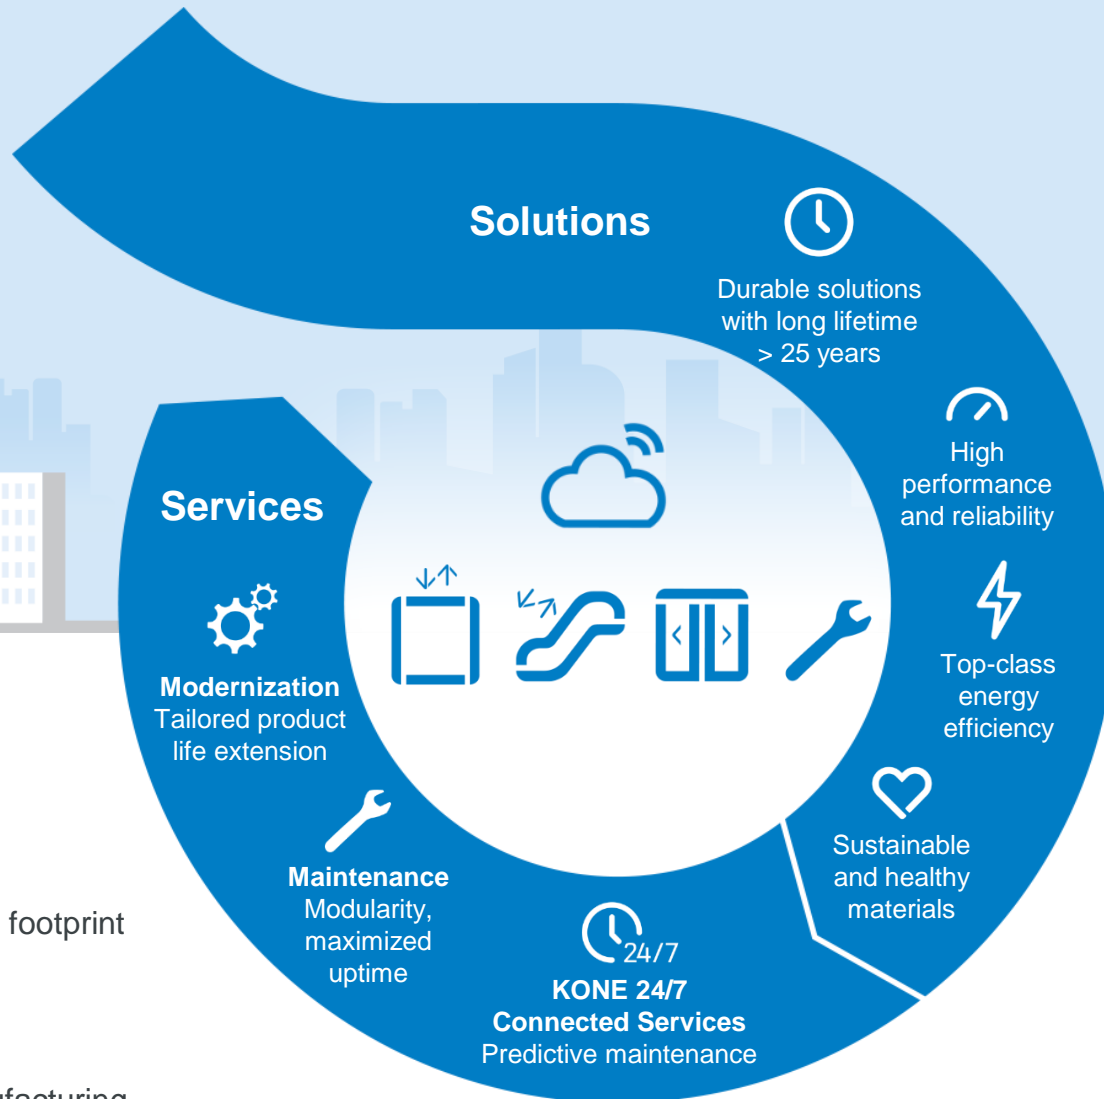 Solutions
Durable solutions
with long lifetime
> 25 years
High
performance
and reliability
Top-class
energy
efficiency
Sustainable
and healthy
materials
Services
Modernization
Tailored product
life extension
Maintenance
Modularity,
maximized
uptime
24/7
KONE 24/7
Connected Services
Predictive maintenance
footprint